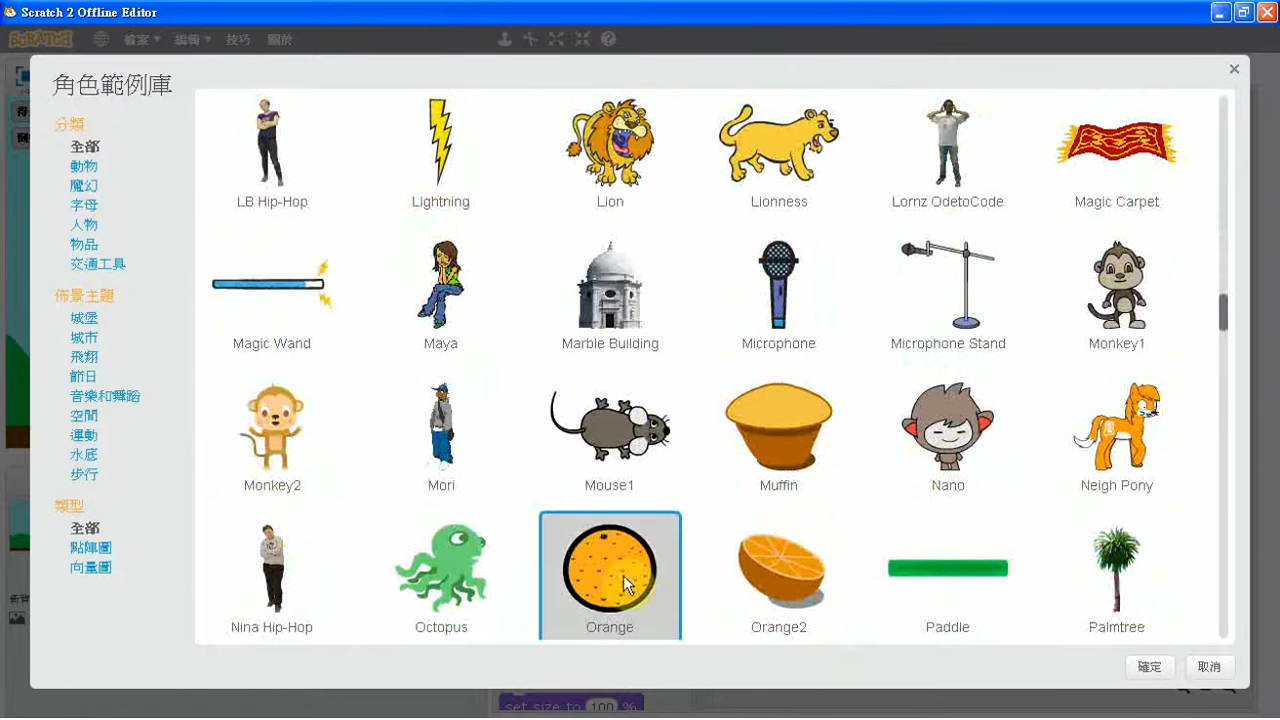 Scratch 2 Offline Editor
SCRATCH 檔案 編輯 技巧 關於
角色範例庫
分類
全部
動物
魔幻
字母
人物
物品
交通工具
佈景主題
城堡
城市
飛翔
節日
音樂和舞蹈
空間
運動
水底
步行
類型
全部
點陣圖
向量圖
LB Hip-Hop Lightning Lion Lionness Lornz OdetoCode Magic Carpet
Magic Wand Maya Marble Building Microphone Microphone Stand Monkey1
Monkey2 Mori Mouse1 Muffin Nano Neigh Pony
Nina Hip-Hop Octopus Orange Orange2 Paddle Palmtree
確定 取消
set size to 100 %